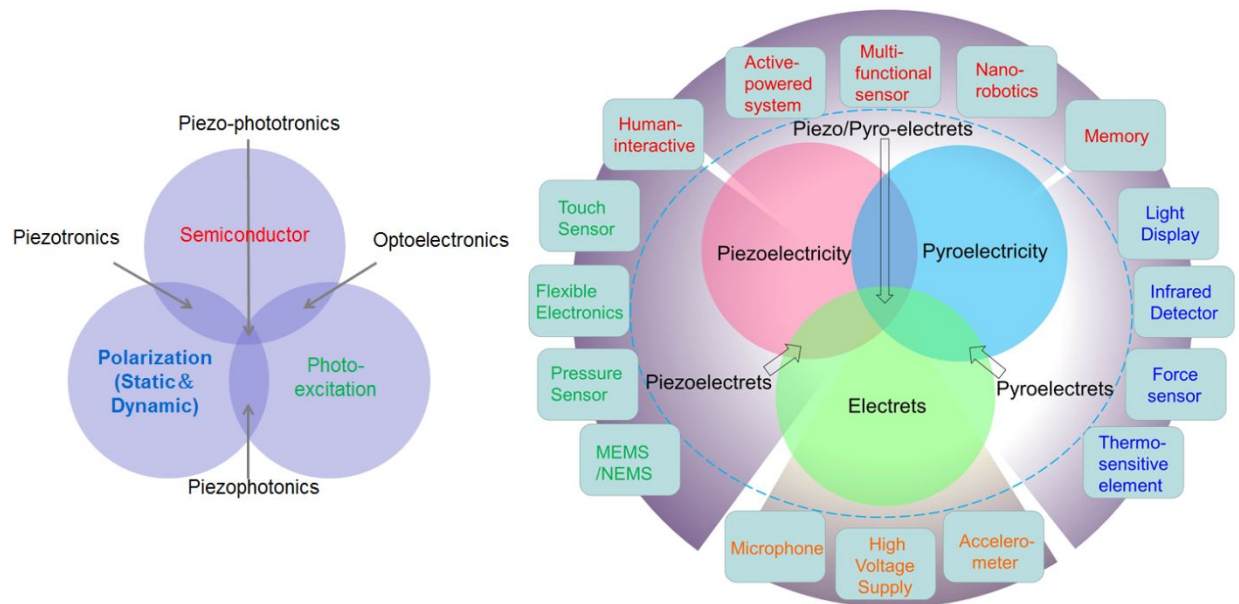 Piezo-phototronics
Piezotronics
Semiconductor
Optoelectronics
Polarization
(Static & Dynamic)
Photo-
excitation
Piezophotonics
Active-
powered
system
Multi-
functional
sensor
Nano-
robotics
Human-
interactive
Piezo/Pyro-electrets
Memory
Touch
Sensor
Light
Display
Piezoelectricity
Pyroelectricity
Flexible
Electronics
Infrared
Detector
Pressure
Sensor
Piezoelectrets
Pyroelectrets
Force
sensor
Electrets
MEMS
/NEMS
Thermo-
sensitive
element
Microphone
High
Voltage
Supply
Accelero-
meter